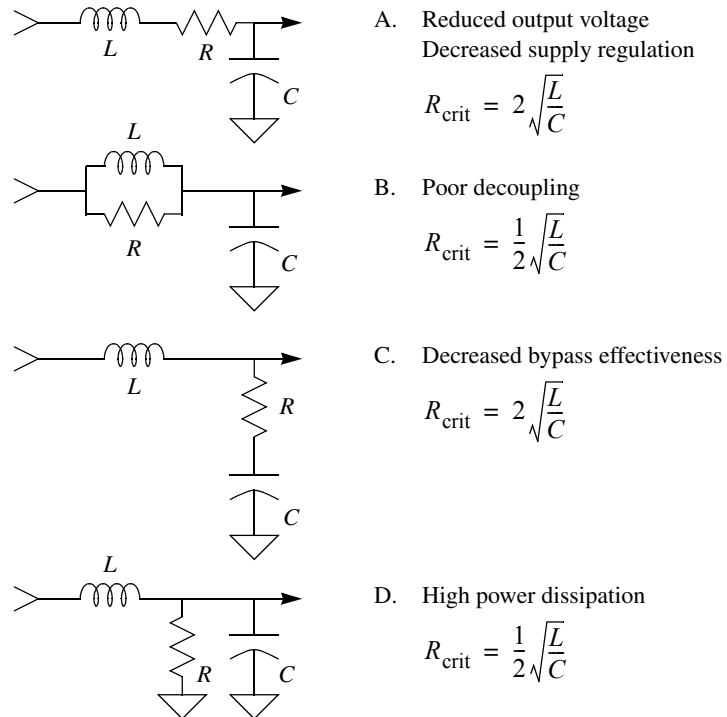 L
R
C
A. Reduced output voltage
Decreased supply regulation
R_crit = 2√(L/C)
L
R
C
B. Poor decoupling
R_crit = 1/2√(L/C)
L
R
C
C. Decreased bypass effectiveness
R_crit = 2√(L/C)
L
R
C
D. High power dissipation
R_crit = 1/2√(L/C)